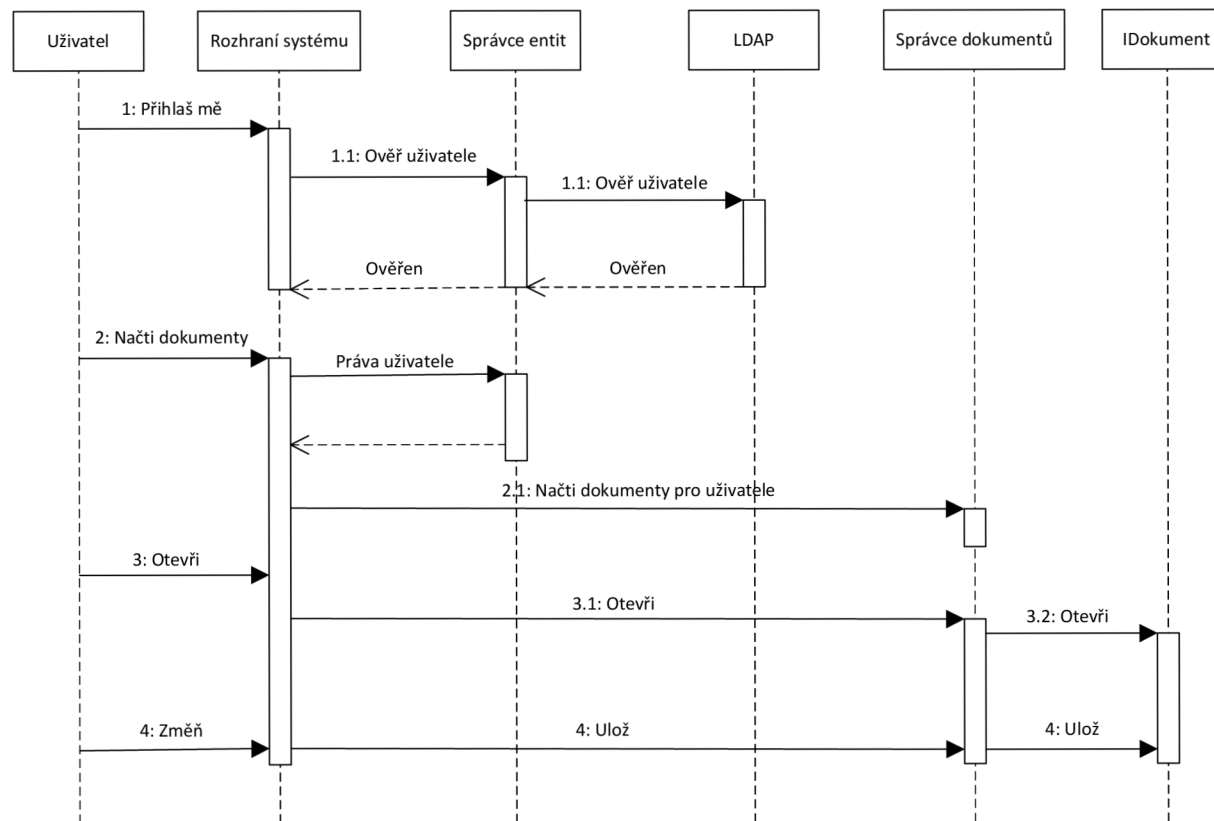 Uživatel
Rozhraní systému
Správce entit
LDAP
Správce dokumentů
IDokument
1: Přihlaš mě
1.1: Ověř uživatele
1.1: Ověř uživatele
Ověřen
Ověřen
2: Načti dokumenty
Práva uživatele
2.1: Načti dokumenty pro uživatele
3: Otevři
3.1: Otevři
3.2: Otevři
4: Změň
4: Ulož
4: Ulož